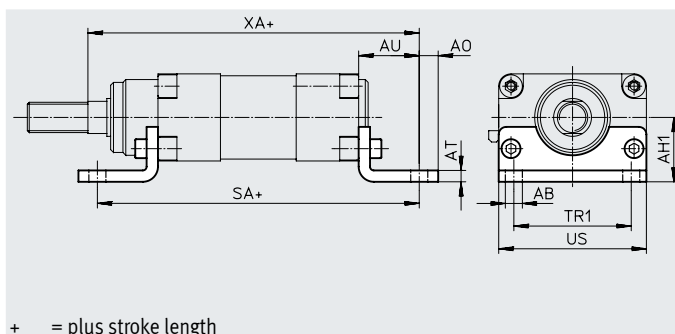 XA+
AU
AO
AT
SA+
AH1
AB
TR1
US
+ = plus stroke length